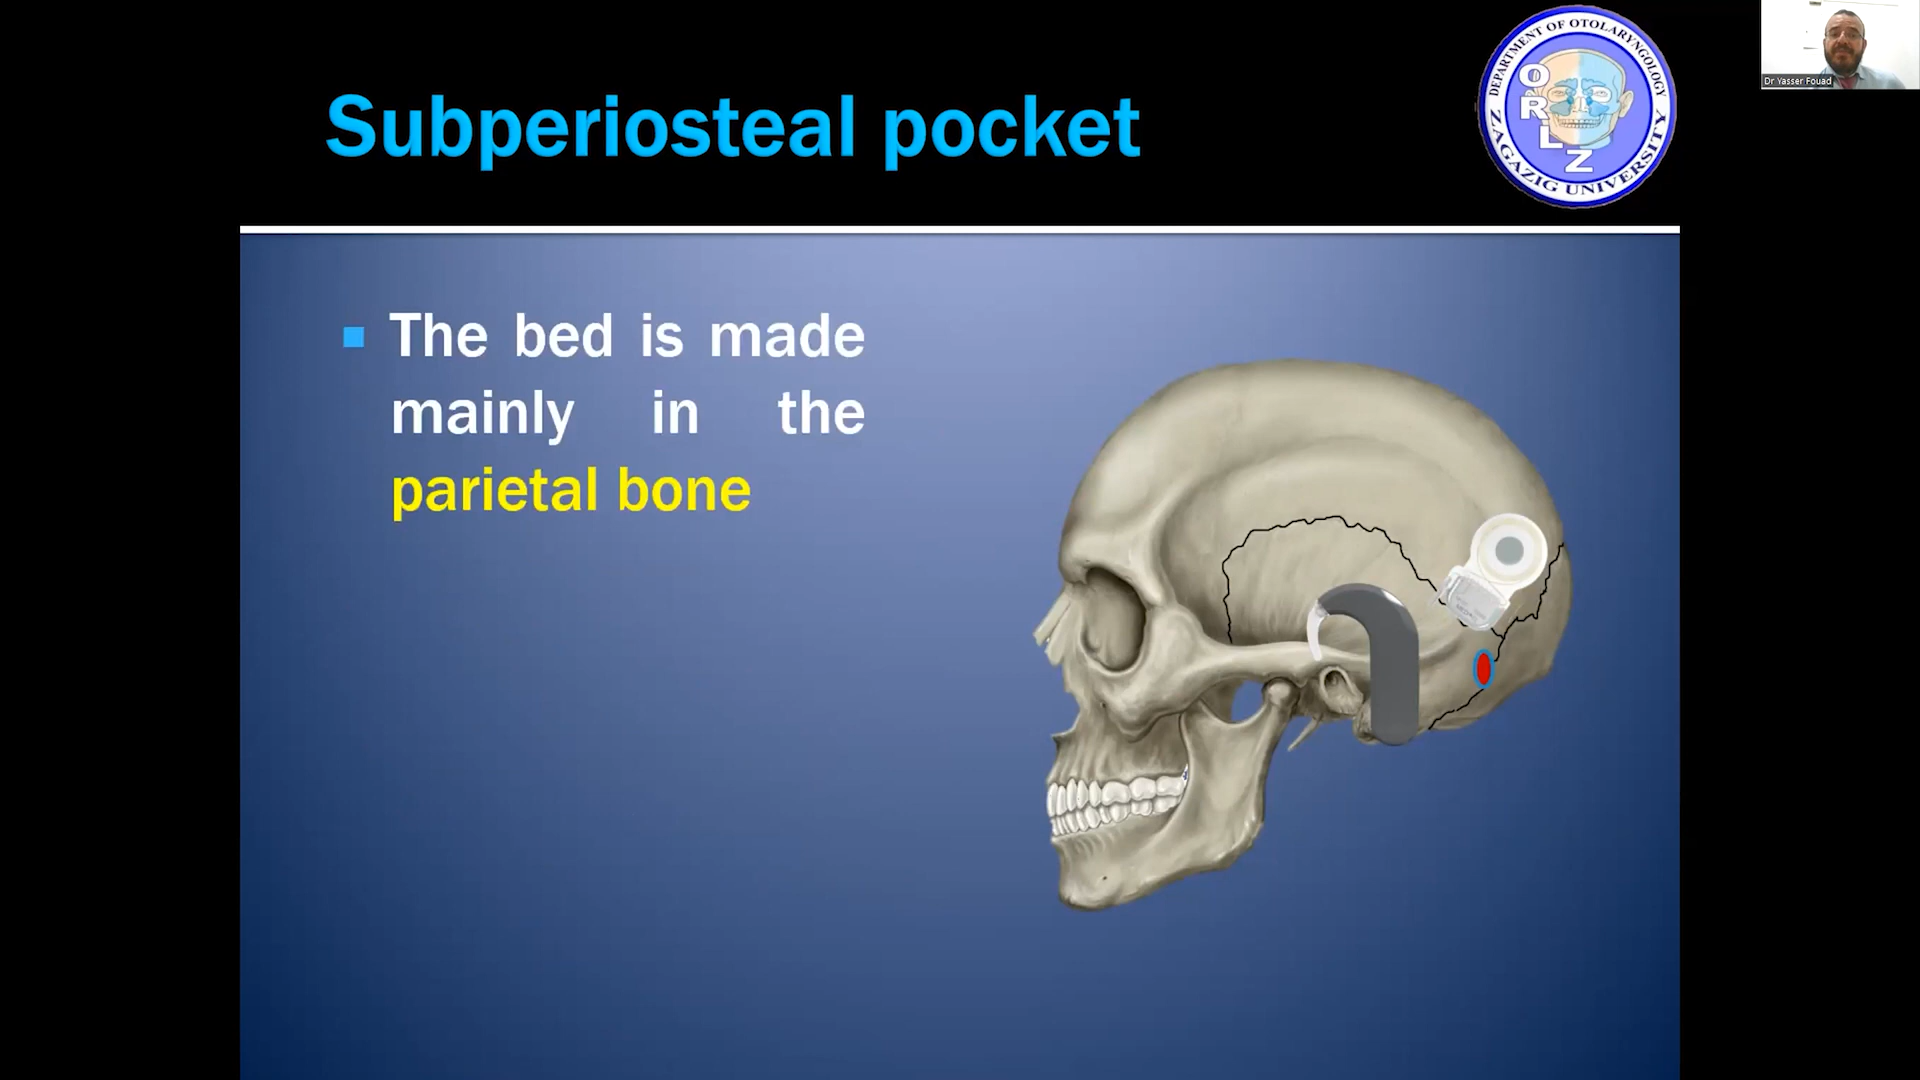 Subperiosteal pocket
DEPARTMENT OF OTOLARYNGOLOGY
ZAGAZIG UNIVERSITY
O
R
L
Z
Dr Yasser Fouad
The bed is made
mainly in the
parietal bone